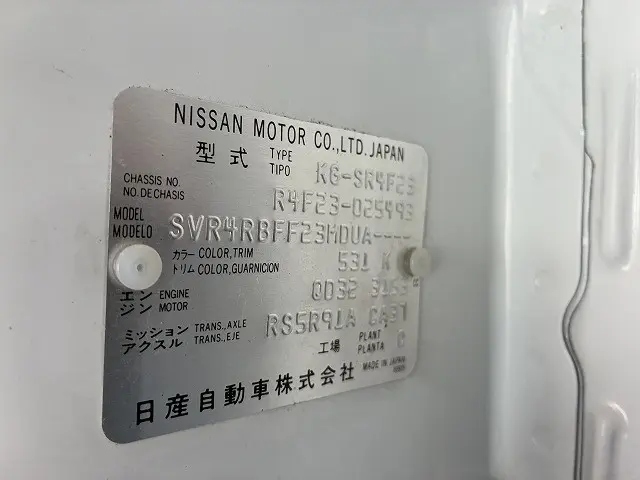 NISSAN MOTOR CO.,LTD.JAPAN
型式 TYPE TIPO KG-SR4F23
CHASSIS NO. NO.DE CHASIS R4F23-025493
MODEL MODELO SVR4RBFF23MDUA----
カラー COLOR,TRIM トリム COLOR,GUARNICION 531 K
エンジン ENGINE MOTOR QD32 3153 cc
ミッション アクスル TRANS.,AXLE TRANS.,EJE RS5R91A CA37
工場 PLANT PLANTA
MADE IN JAPAN
日産自動車株式会社